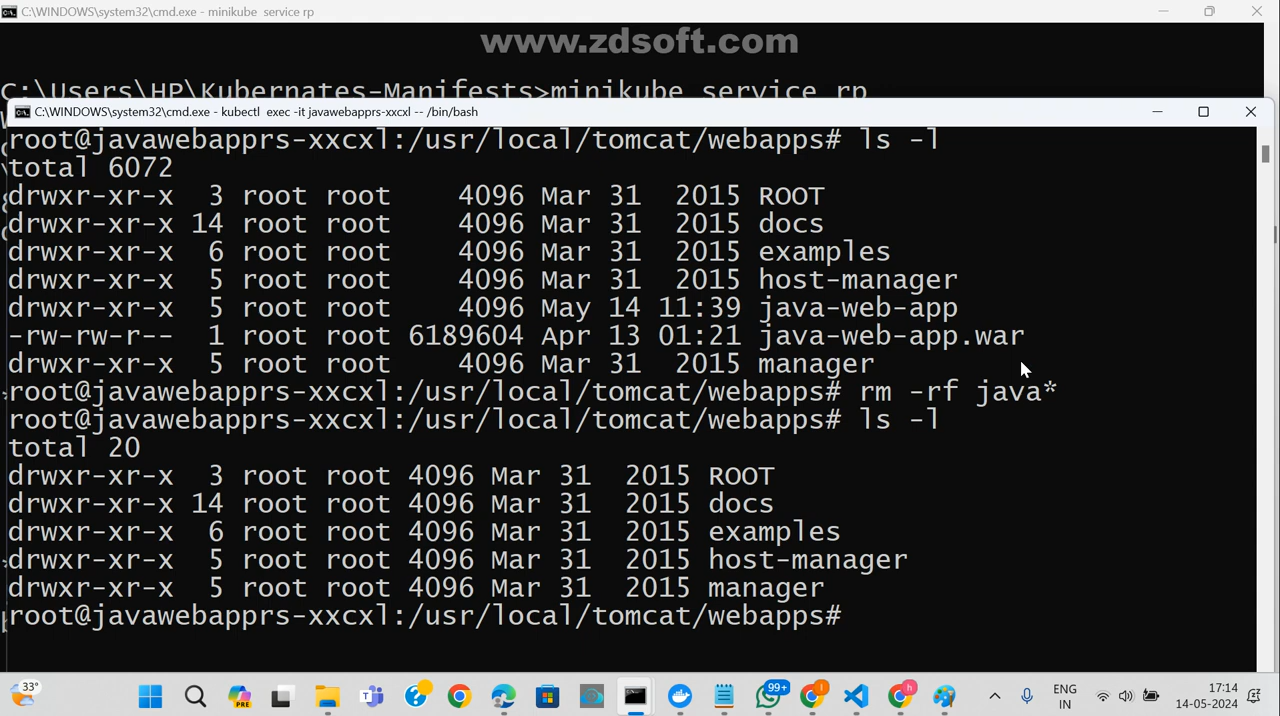 C:\WINDOWS\system32\cmd.exe - minikube service rp
www.zdsoft.com
C:\Users\HP\Kubernates-Manifests>minikube service rp
C:\WINDOWS\system32\cmd.exe - kubectl exec -it javawebapprs-xxcxl -- /bin/bash
root@javawebapprs-xxcxl:/usr/local/tomcat/webapps# ls -l
total 6072
drwxr-xr-x 3 root root 4096 Mar 31 2015 ROOT
drwxr-xr-x 14 root root 4096 Mar 31 2015 docs
drwxr-xr-x 6 root root 4096 Mar 31 2015 examples
drwxr-xr-x 5 root root 4096 Mar 31 2015 host-manager
drwxr-xr-x 5 root root 4096 May 14 11:39 java-web-app
-rw-rw-r-- 1 root root 6189604 Apr 13 01:21 java-web-app.war
drwxr-xr-x 5 root root 4096 Mar 31 2015 manager
root@javawebapprs-xxcxl:/usr/local/tomcat/webapps# rm -rf java*
root@javawebapprs-xxcxl:/usr/local/tomcat/webapps# ls -l
total 20
drwxr-xr-x 3 root root 4096 Mar 31 2015 ROOT
drwxr-xr-x 14 root root 4096 Mar 31 2015 docs
drwxr-xr-x 6 root root 4096 Mar 31 2015 examples
drwxr-xr-x 5 root root 4096 Mar 31 2015 host-manager
drwxr-xr-x 5 root root 4096 Mar 31 2015 manager
root@javawebapprs-xxcxl:/usr/local/tomcat/webapps#
33°
PRE
99+
ENG
IN
17:14
14-05-2024